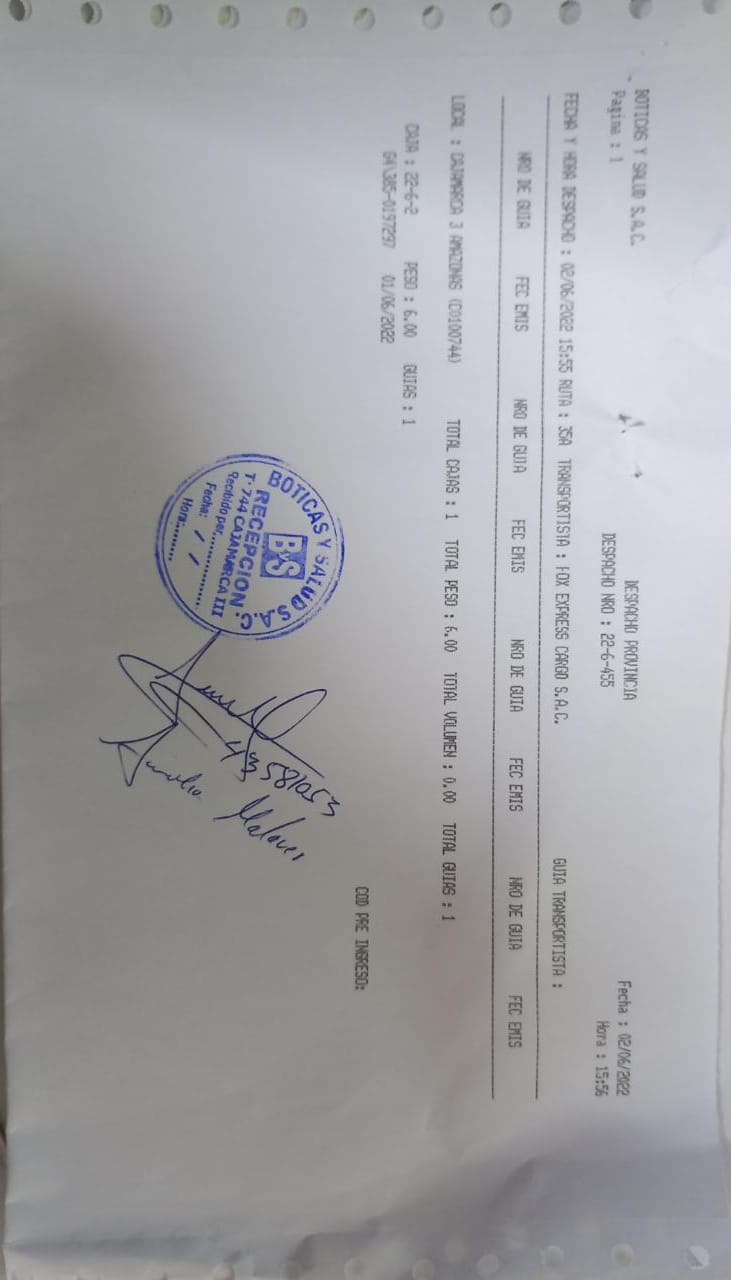 BOTICAS Y SALUD S.A.C.
Pagina : 1
DESPACHO PROVINCIA
DESPACHO NRO : 22-6-455
Fecha : 02/06/2022
Hora : 15:56
FECHA Y HORA DESPACHO : 02/06/2022 15:55 RUTA : 35A TRANSPORTISTA : FOX EXPRESS CARGO S.A.C. GUIA TRANSPORTISTA :
NRO DE GUIA FEC EMIS NRO DE GUIA FEC EMIS NRO DE GUIA FEC EMIS NRO DE GUIA FEC EMIS
LOCAL : CAJAMARCA 3 AMAZONAS (C0100744) TOTAL CAJAS : 1 TOTAL PESO : 6.00 TOTAL VOLUMEN : 0.00 TOTAL GUIAS : 1
CAJA : 22-6-2 PESO : 6.00 GUIAS : 1
G4\385-0197297 01/06/2022
COD PRE INGRESO:
BOTICAS Y SALUD S.A.C.
B&S
RECEPCION
T-744 CAJAMARCA III
Recibido por:..............
Fecha: / /
Hora:.........
43581053